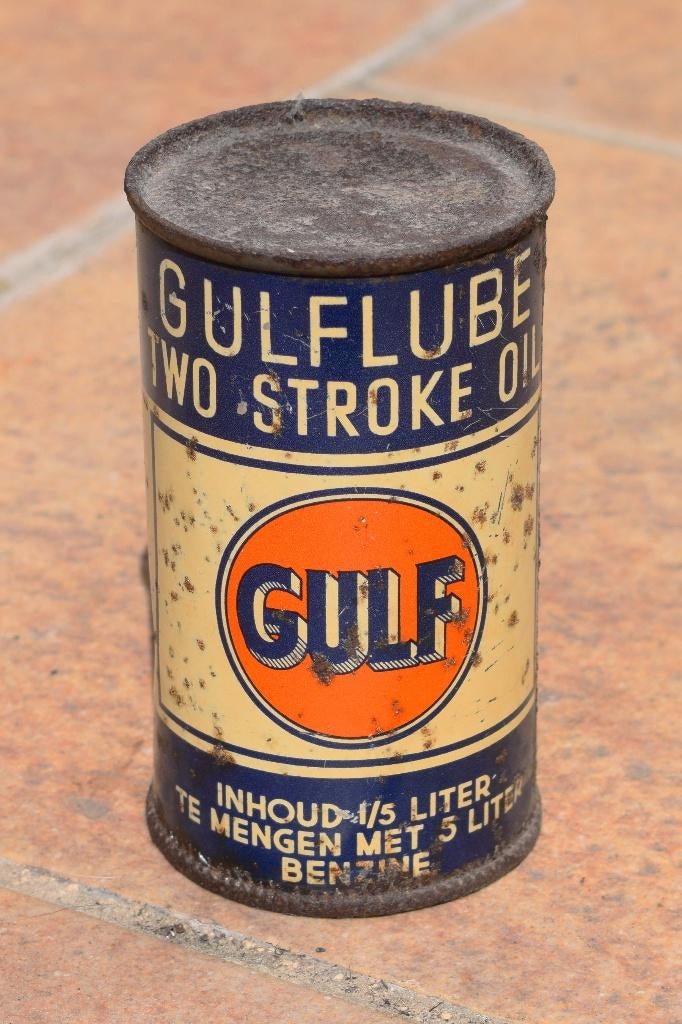 GULFLUBE
TWO STROKE OIL
GULF
INHOUD 1/5 LITER
TE MENGEN MET 5 LITER
BENZINE